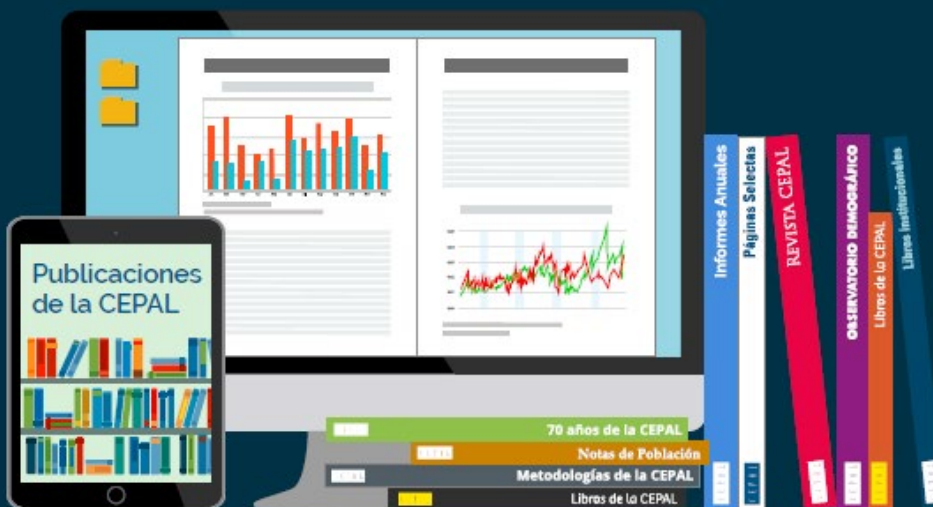 Publicaciones
de la CEPAL
70 años de la CEPAL
Notas de Población
Metodologías de la CEPAL
Libros de la CEPAL
Informes Anuales
Páginas Selectas
REVISTA CEPAL
OBSERVATORIO DEMOGRÁFICO
Libros de la CEPAL
Libros Institucionales